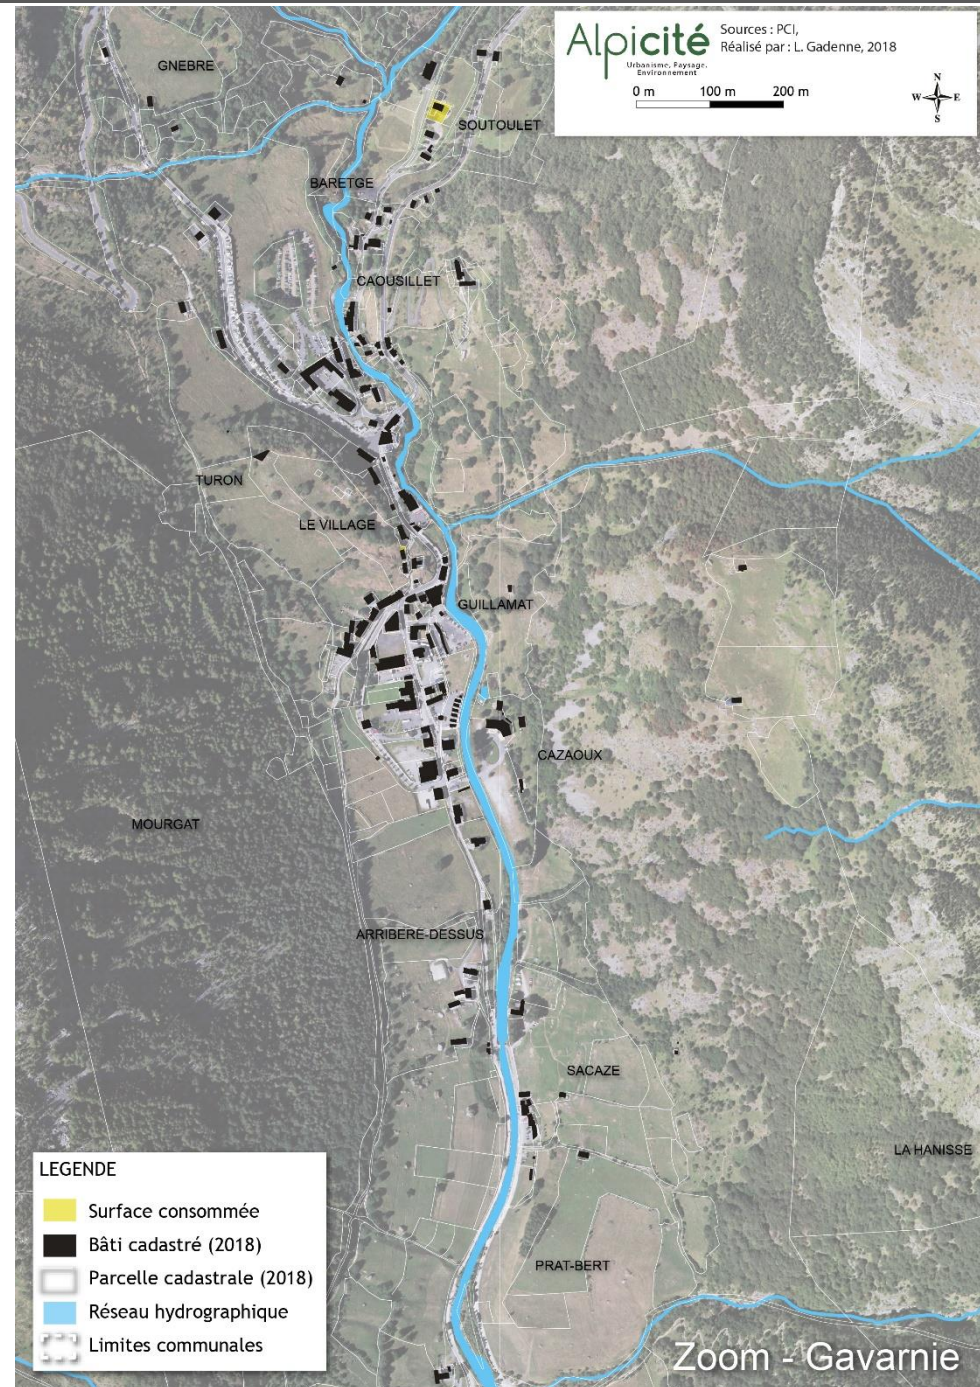 Alpicité
Urbanisme, Paysage,
Environnement
Sources : PCI,
Réalisé par : L. Gadenne, 2018
0 m 100 m 200 m
N
W E
S
GNEBRE
SOUTOULET
BARETGE
CAOUSILLET
TURON
LE VILLAGE
GUILLAMAT
CAZAOUX
MOURGAT
ARRIBERE-DESSUS
SACAZE
LA HANISSE
PRAT-BERT
LEGENDE
Surface consommée
Bâti cadastré (2018)
Parcelle cadastrale (2018)
Réseau hydrographique
Limites communales
Zoom - Gavarnie